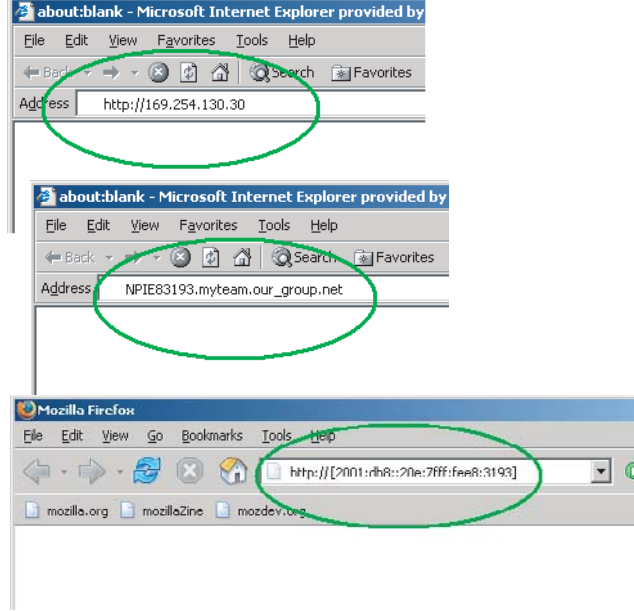 about:blank - Microsoft Internet Explorer provided by
File Edit View Favorites Tools Help
Back Search Favorites
Address http://169.254.130.30
about:blank - Microsoft Internet Explorer provided by
File Edit View Favorites Tools Help
Back Search Favorites
Address NPIE83193.myteam.our_group.net
Mozilla Firefox
File Edit View Go Bookmarks Tools Help
http://[2001:db8::20e:7fff:fee8:3193]
mozilla.org mozillaZine mozdev.org